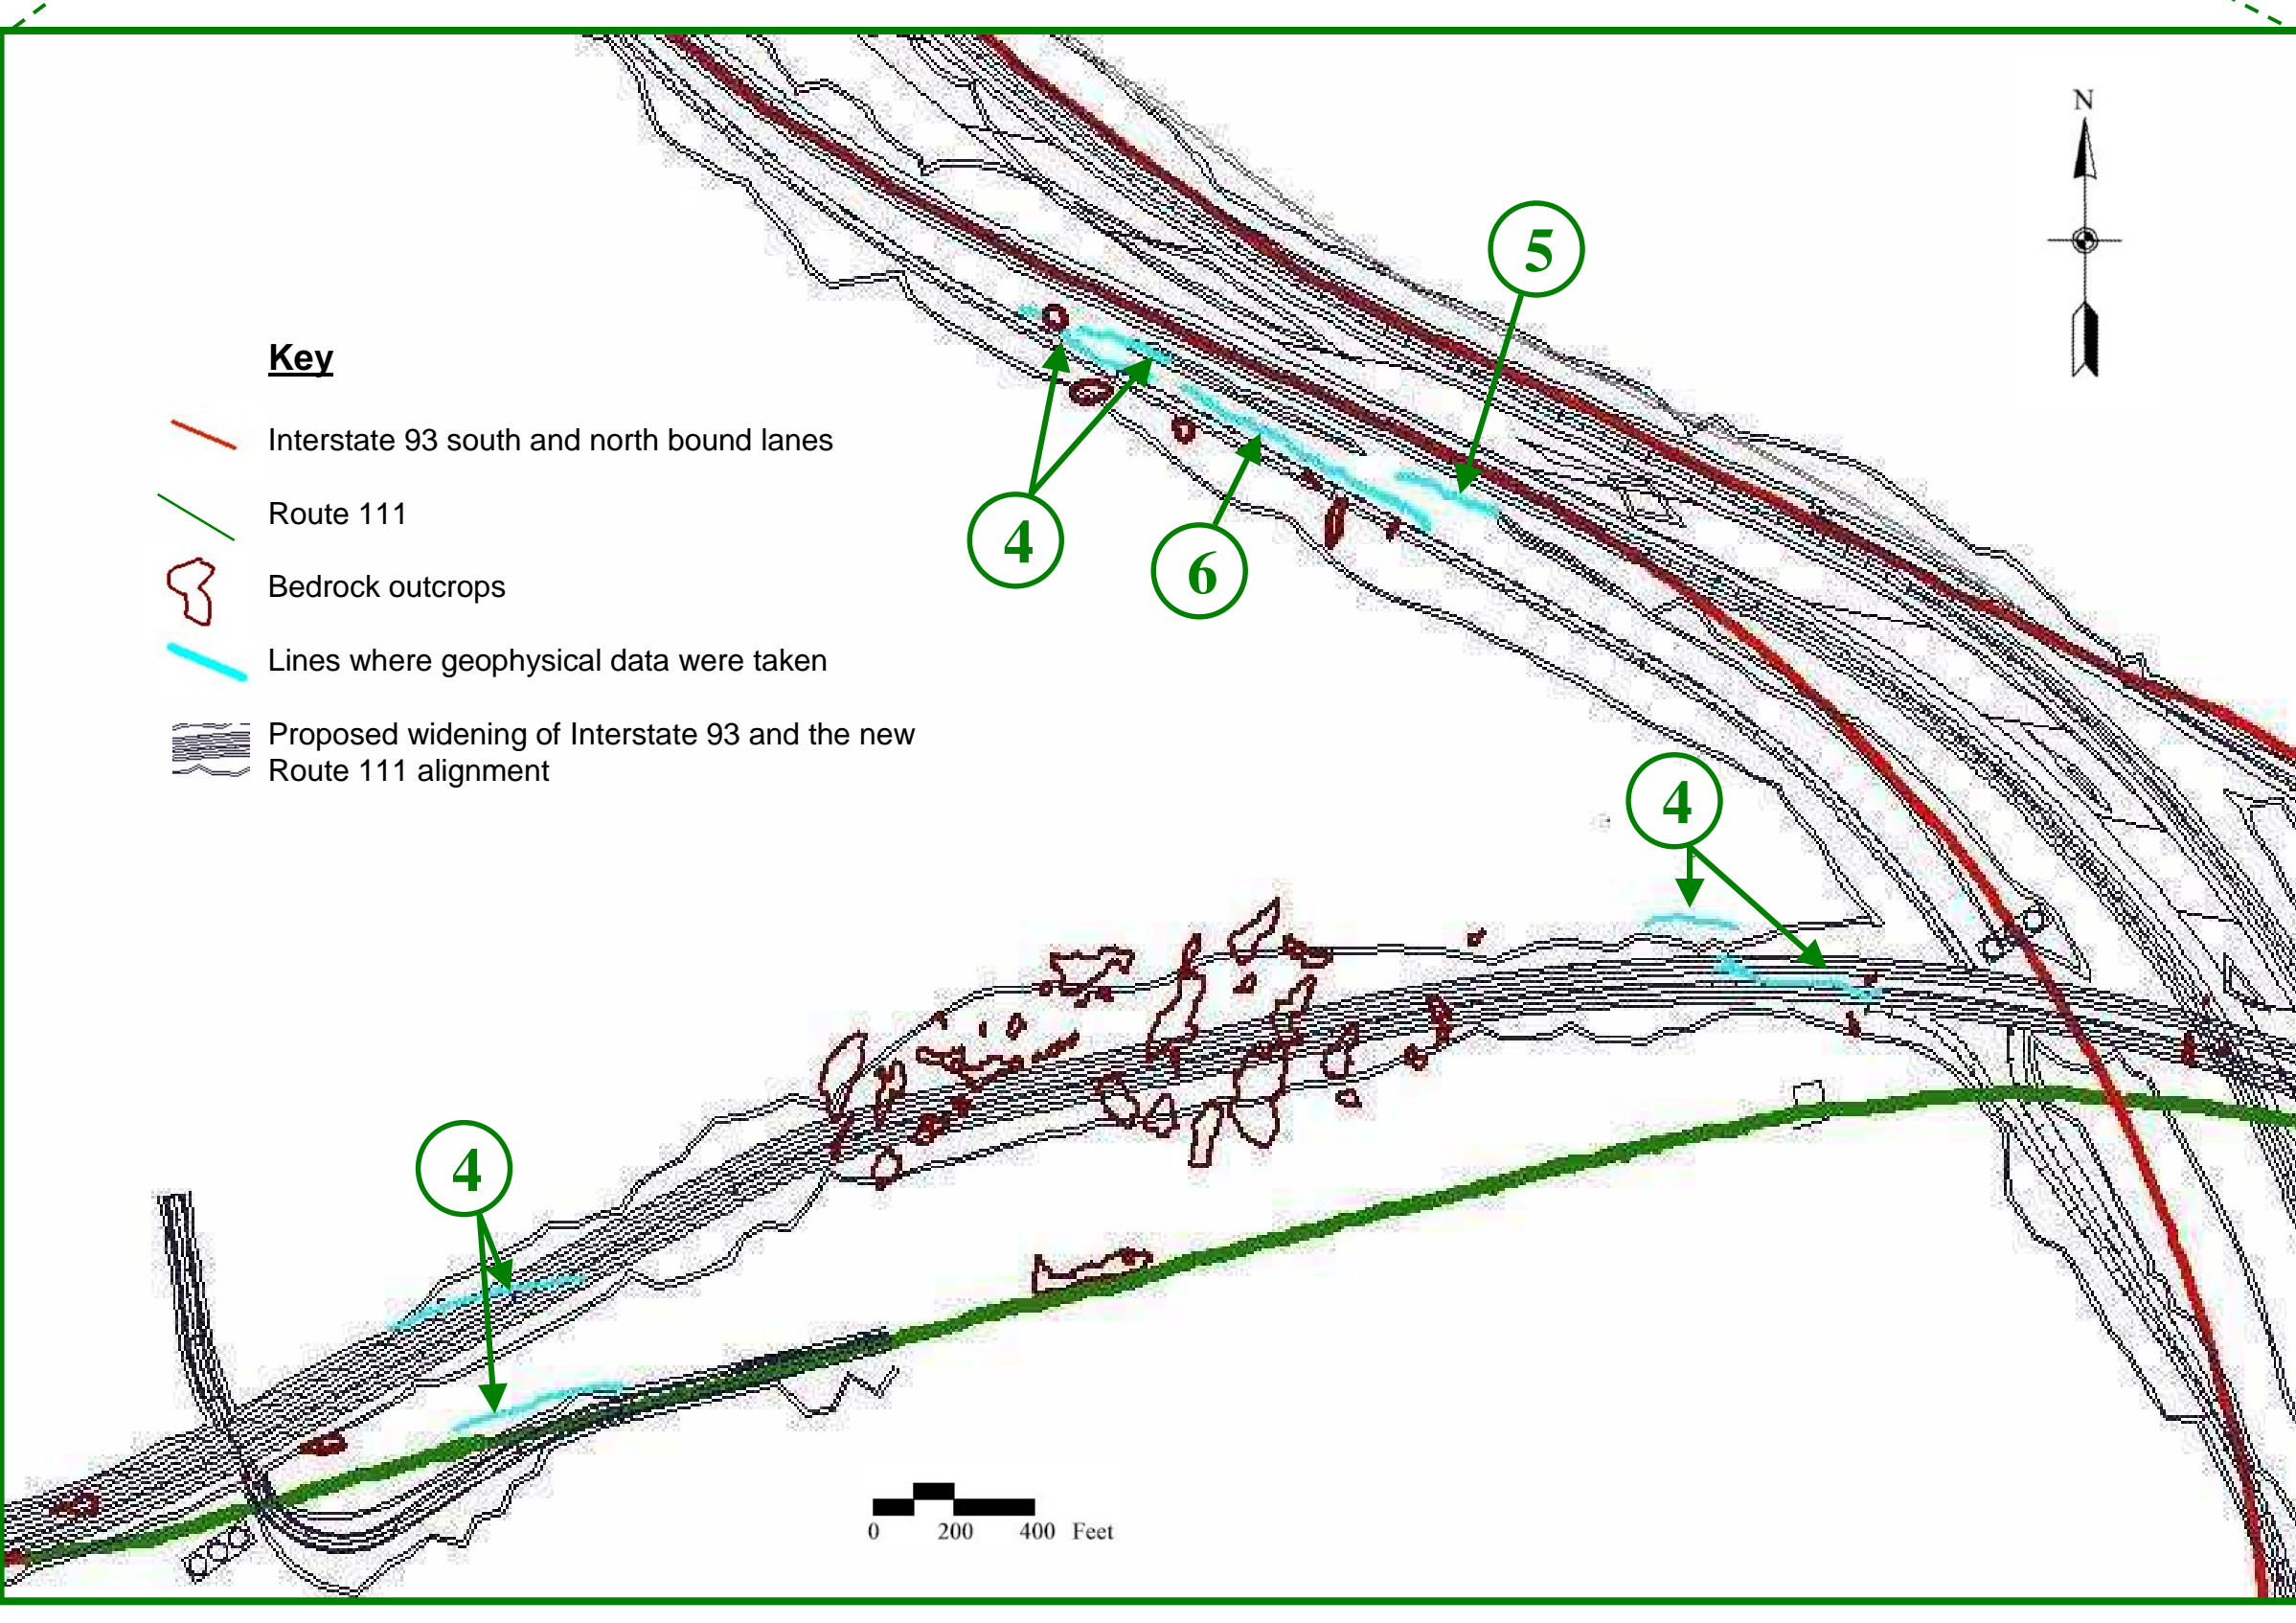 N
5
Key
Interstate 93 south and north bound lanes
Route 111
4
6
Bedrock outcrops
Lines where geophysical data were taken
Proposed widening of Interstate 93 and the new
Route 111 alignment
4
4
0 200 400 Feet